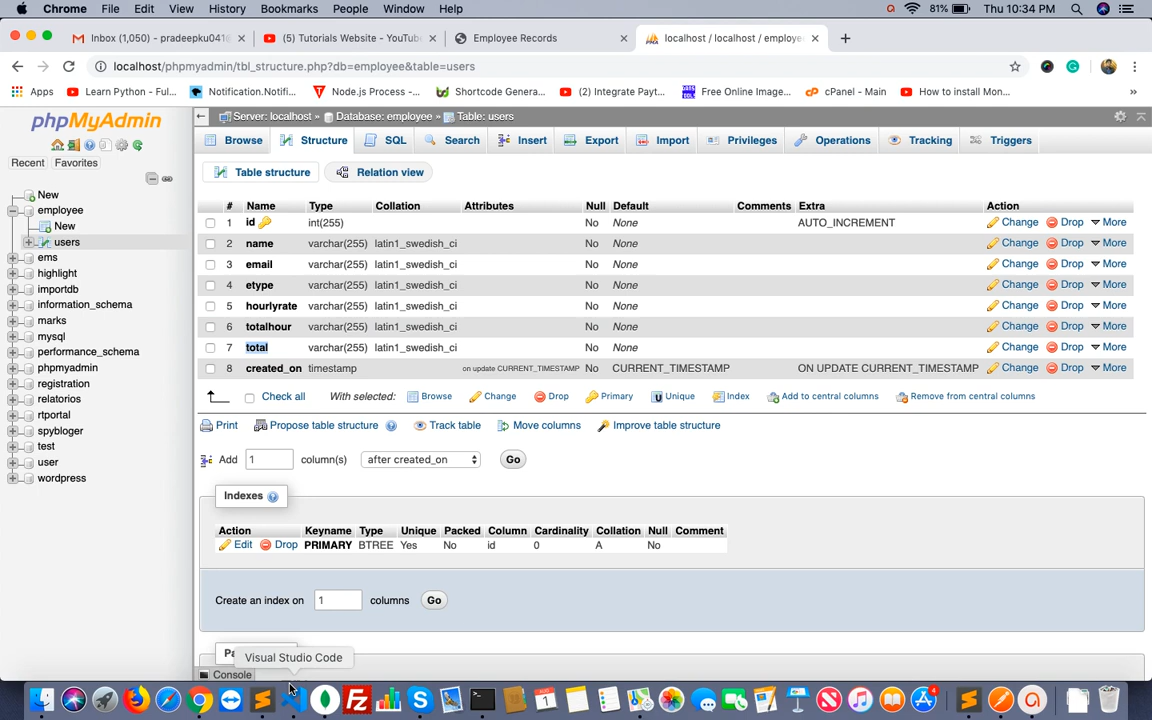 Chrome File Edit View History Bookmarks People Window Help 81% Thu 10:34 PM
Inbox (1,050) - pradeepku041@
(5) Tutorials Website - YouTube
Employee Records
localhost / localhost / employe
localhost/phpmyadmin/tbl_structure.php?db=employee&table=users
Apps Learn Python - Ful... Notification.Notifi... Node.js Process -... Shortcode Genera... (2) Integrate Payt... Free Online Image... cPanel - Main How to install Mon... »
phpMyAdmin
Recent Favorites
New
employee
New
users
ems
highlight
importdb
information_schema
marks
mysql
performance_schema
phpmyadmin
registration
relatorios
rtportal
spybloger
test
user
wordpress
Server: localhost » Database: employee » Table: users
Browse Structure SQL Search Insert Export Import Privileges Operations Tracking Triggers
Table structure Relation view
# Name Type Collation Attributes Null Default Comments Extra Action
1 id int(255) No None AUTO_INCREMENT Change Drop More
2 name varchar(255) latin1_swedish_ci No None Change Drop More
3 email varchar(255) latin1_swedish_ci No None Change Drop More
4 etype varchar(255) latin1_swedish_ci No None Change Drop More
5 hourlyrate varchar(255) latin1_swedish_ci No None Change Drop More
6 totalhour varchar(255) latin1_swedish_ci No None Change Drop More
7 total varchar(255) latin1_swedish_ci No None Change Drop More
8 created_on timestamp on update CURRENT_TIMESTAMP No CURRENT_TIMESTAMP ON UPDATE CURRENT_TIMESTAMP Change Drop More
Check all With selected: Browse Change Drop Primary Unique Index Add to central columns Remove from central columns
Print Propose table structure Track table Move columns Improve table structure
Add 1 column(s) after created_on Go
Indexes
Action Keyname Type Unique Packed Column Cardinality Collation Null Comment
Edit Drop PRIMARY BTREE Yes No id 0 A No
Create an index on 1 columns Go
Visual Studio Code
Console